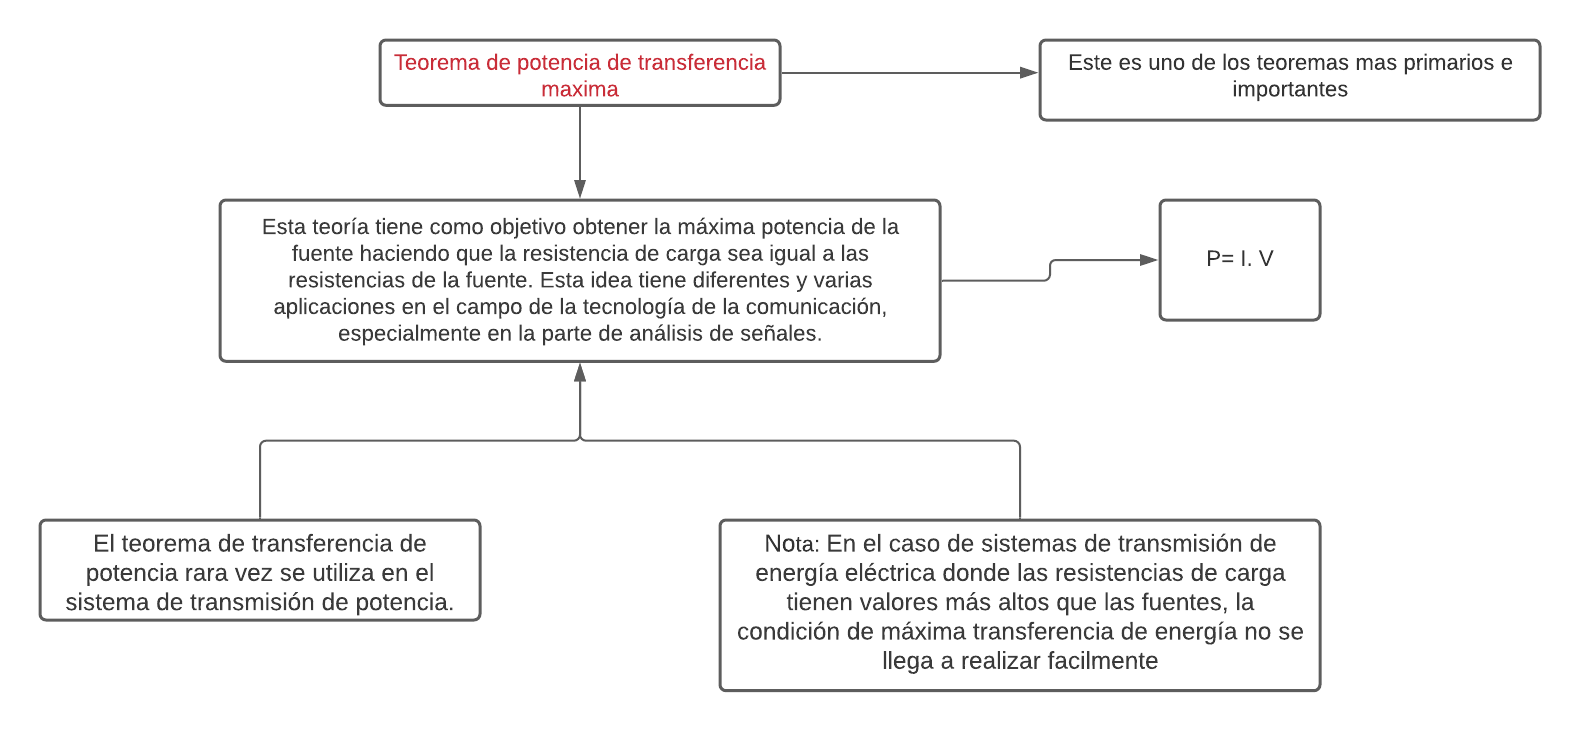 Teorema de potencia de transferencia
maxima
Este es uno de los teoremas mas primarios e
importantes
Esta teoría tiene como objetivo obtener la máxima potencia de la
fuente haciendo que la resistencia de carga sea igual a las
resistencias de la fuente. Esta idea tiene diferentes y varias
aplicaciones en el campo de la tecnología de la comunicación,
especialmente en la parte de análisis de señales.
P= I. V
El teorema de transferencia de
potencia rara vez se utiliza en el
sistema de transmisión de potencia.
Nota: En el caso de sistemas de transmisión de
energía eléctrica donde las resistencias de carga
tienen valores más altos que las fuentes, la
condición de máxima transferencia de energía no se
llega a realizar facilmente